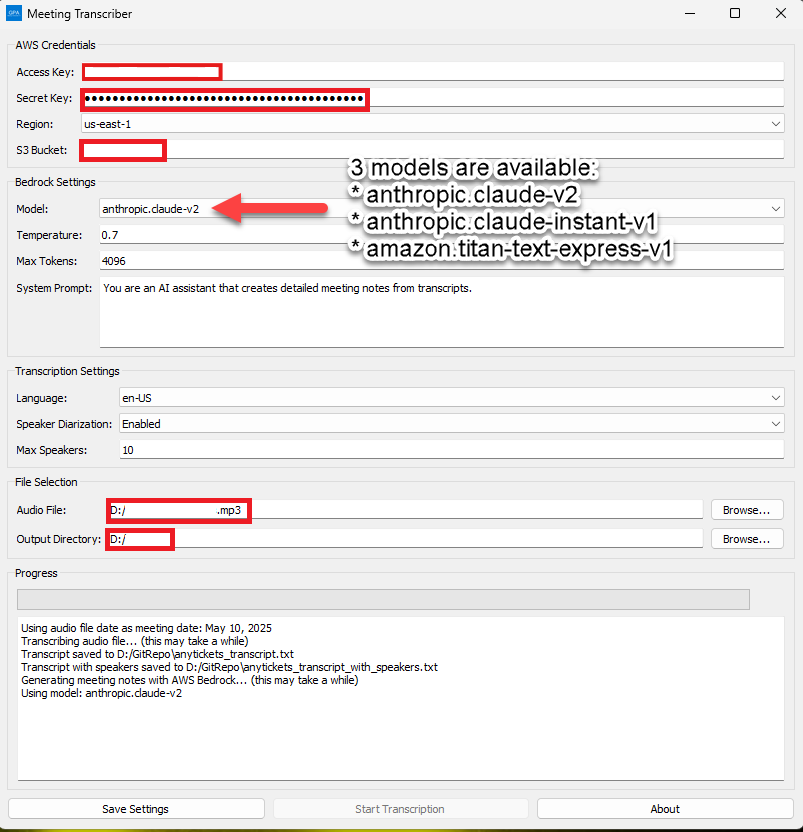 GPA
Meeting Transcriber
AWS Credentials
Access Key:
Secret Key: ••••••••••••••••••••••••••••••••••••••••
Region: us-east-1
S3 Bucket:
3 models are available:
* anthropic.claude-v2
* anthropic.claude-instant-v1
* amazon.titan-text-express-v1
Bedrock Settings
Model: anthropic.claude-v2
Temperature: 0.7
Max Tokens: 4096
System Prompt: You are an AI assistant that creates detailed meeting notes from transcripts.
Transcription Settings
Language: en-US
Speaker Diarization: Enabled
Max Speakers: 10
File Selection
Audio File: D:/ .mp3 Browse...
Output Directory: D:/ Browse...
Progress
Using audio file date as meeting date: May 10, 2025
Transcribing audio file... (this may take a while)
Transcript saved to D:/GitRepo\anytickets_transcript.txt
Transcript with speakers saved to D:/GitRepo\anytickets_transcript_with_speakers.txt
Generating meeting notes with AWS Bedrock... (this may take a while)
Using model: anthropic.claude-v2
Save Settings Start Transcription About